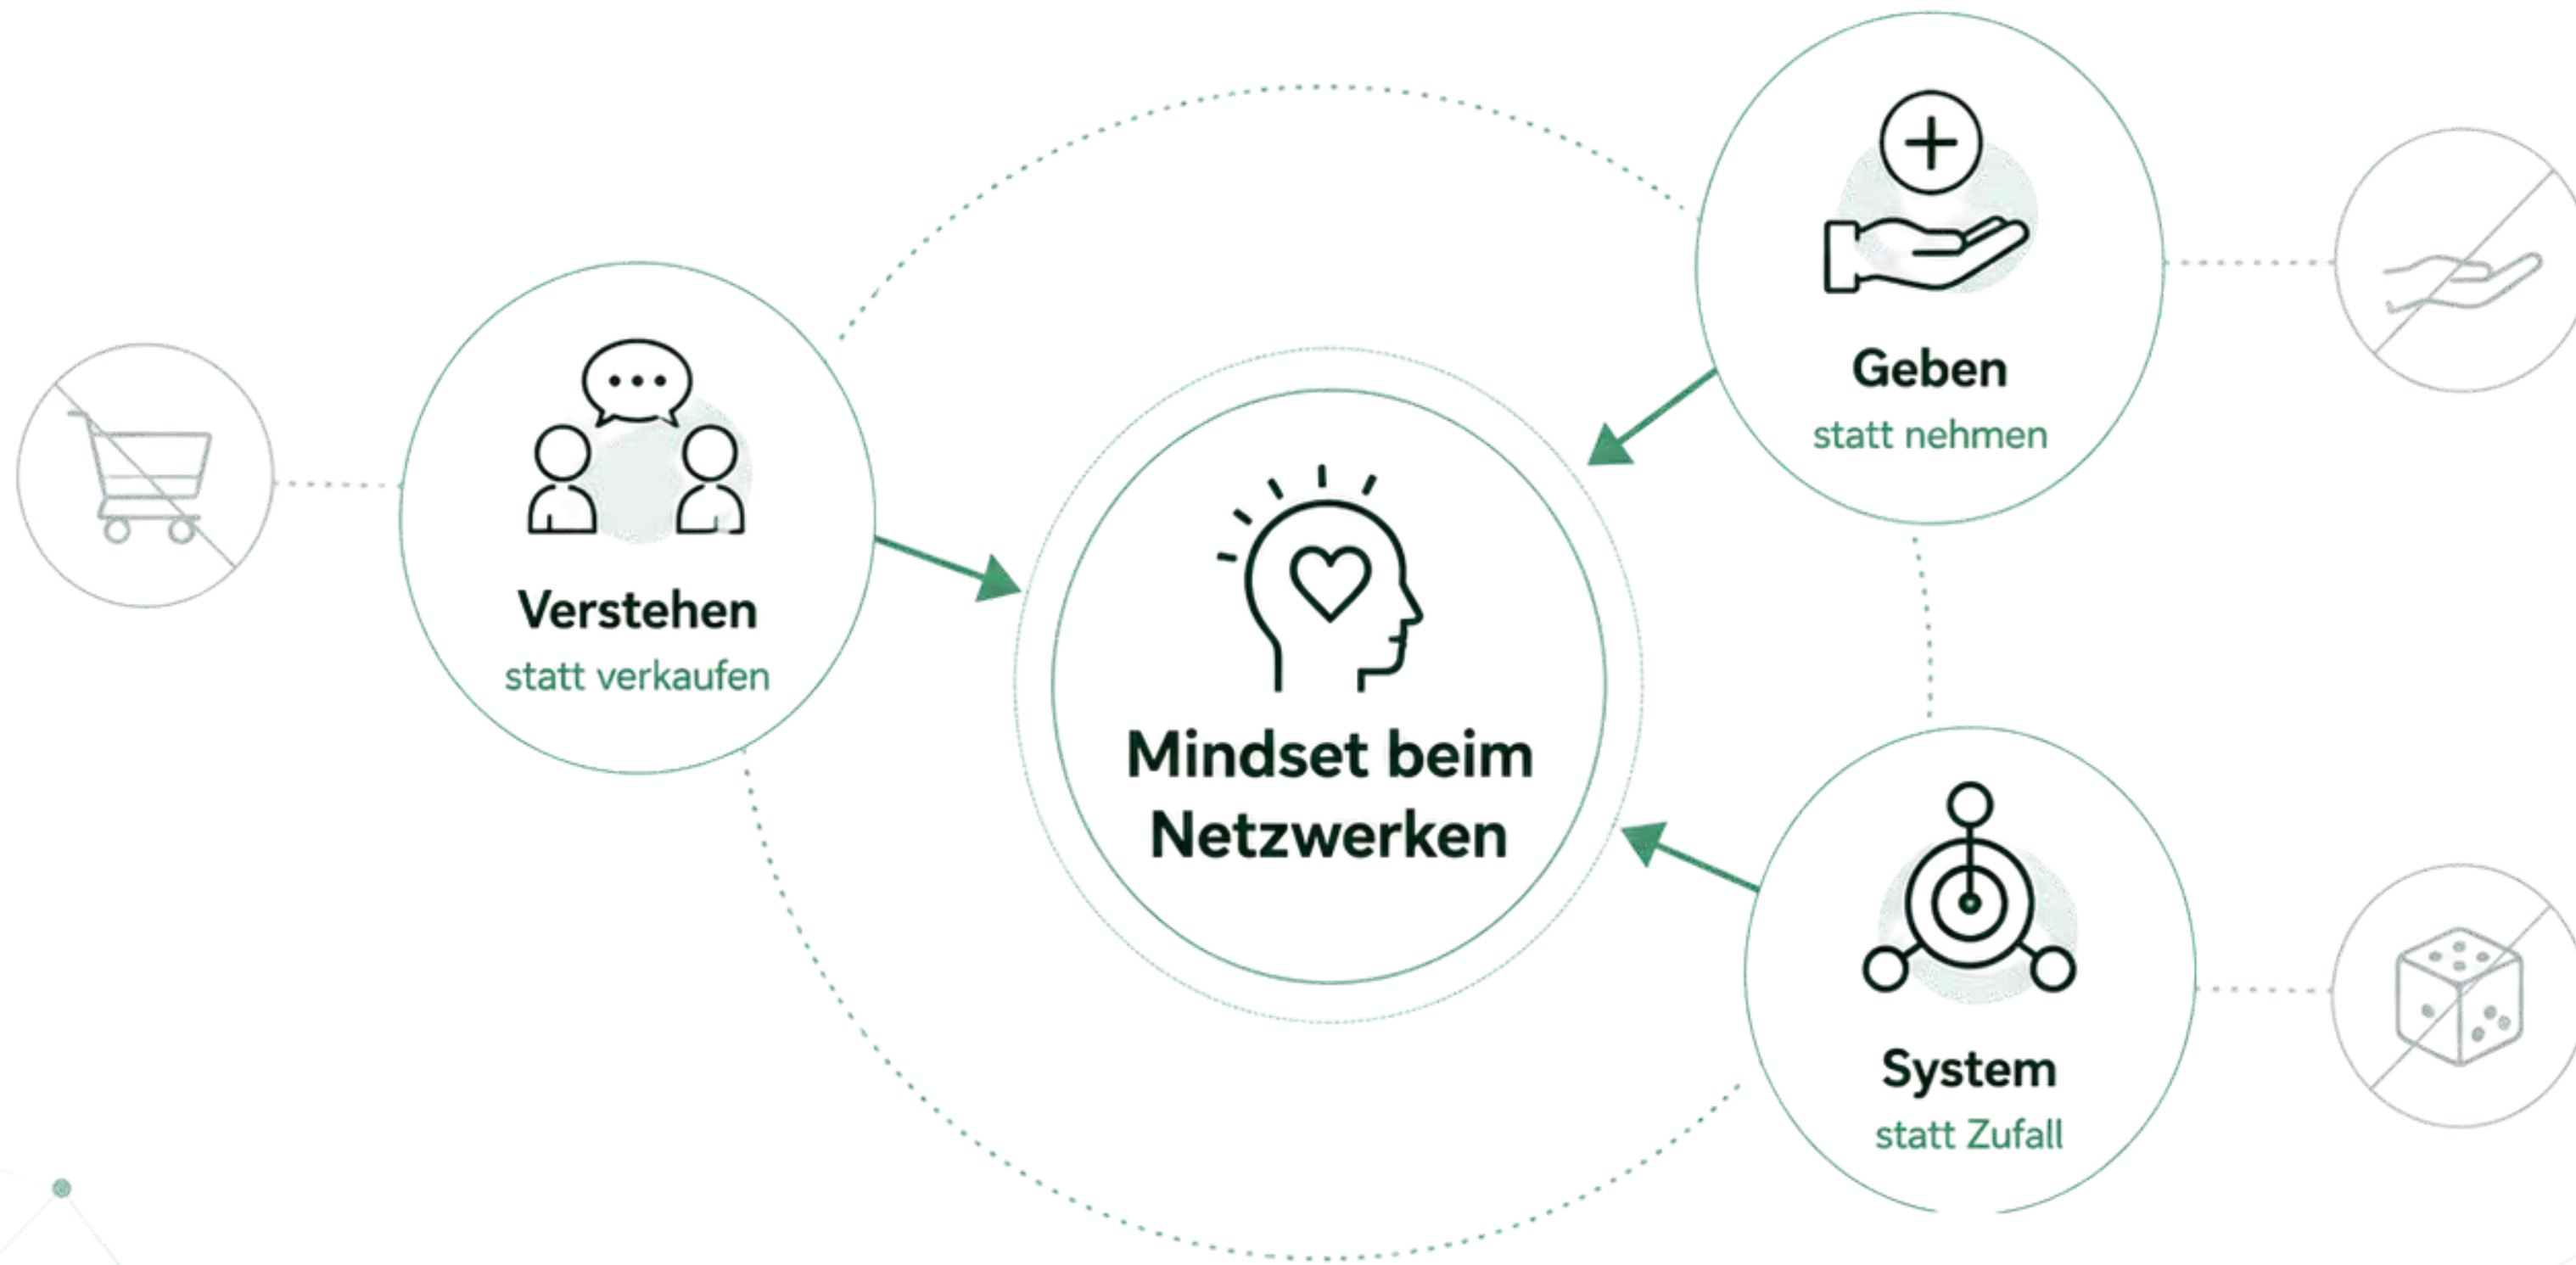 Geben
statt nehmen
Verstehen
statt verkaufen
Mindset beim
Netzwerken
System
statt Zufall